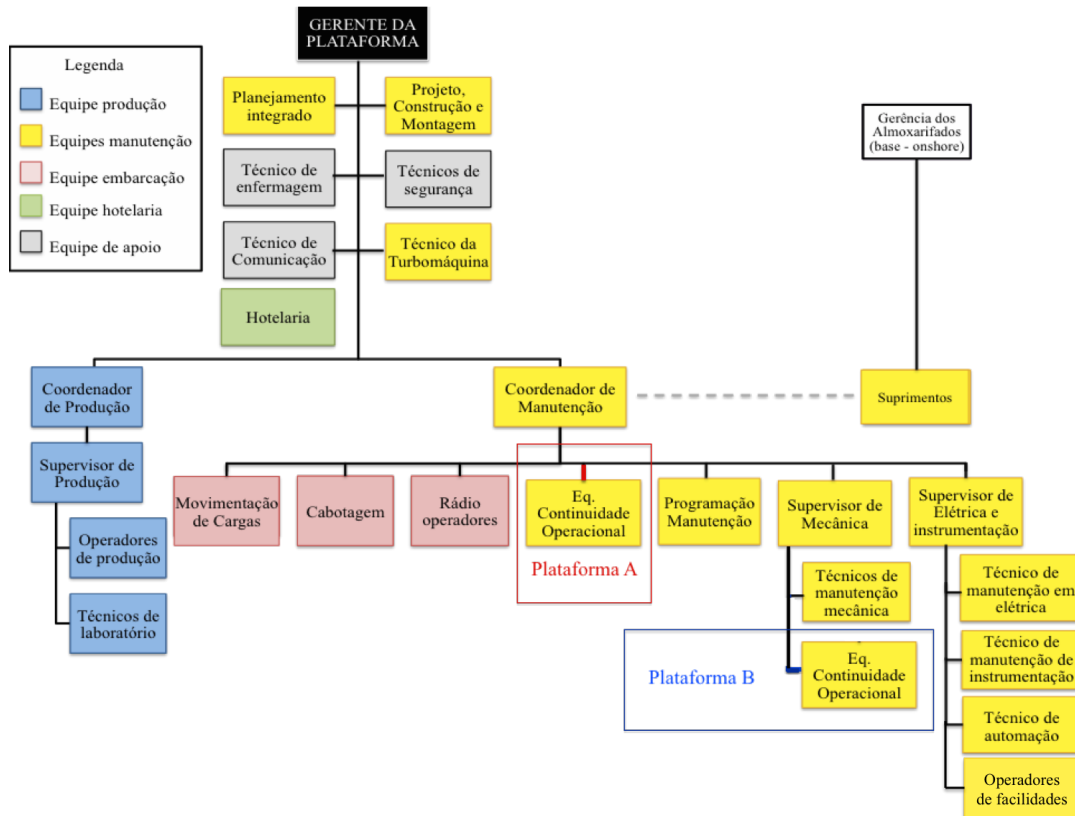 GERENTE DA
PLATAFORMA
Legenda
Equipe produção
Equipes manutenção
Equipe embarcação
Equipe hotelaria
Equipe de apoio
Planejamento
integrado
Projeto,
Construção e
Montagem
Técnico de
enfermagem
Técnicos de
segurança
Técnico de
Comunicação
Técnico da
Turbomáquina
Hotelaria
Gerência dos
Almoxarifados
(base - onshore)
Coordenador
de Produção
Coordenador de
Manutenção
Suprimentos
Supervisor de
Produção
Operadores
de produção
Técnicos de
laboratório
Movimentação
de Cargas
Cabotagem
Rádio
operadores
Eq.
Continuidade
Operacional
Plataforma A
Programação
Manutenção
Supervisor de
Mecânica
Supervisor de
Elétrica e
instrumentação
Técnicos de
manutenção
mecânica
Plataforma B
Eq.
Continuidade
Operacional
Técnico de
manutenção em
elétrica
Técnico de
manutenção de
instrumentação
Técnico de
automação
Operadores
de facilidades